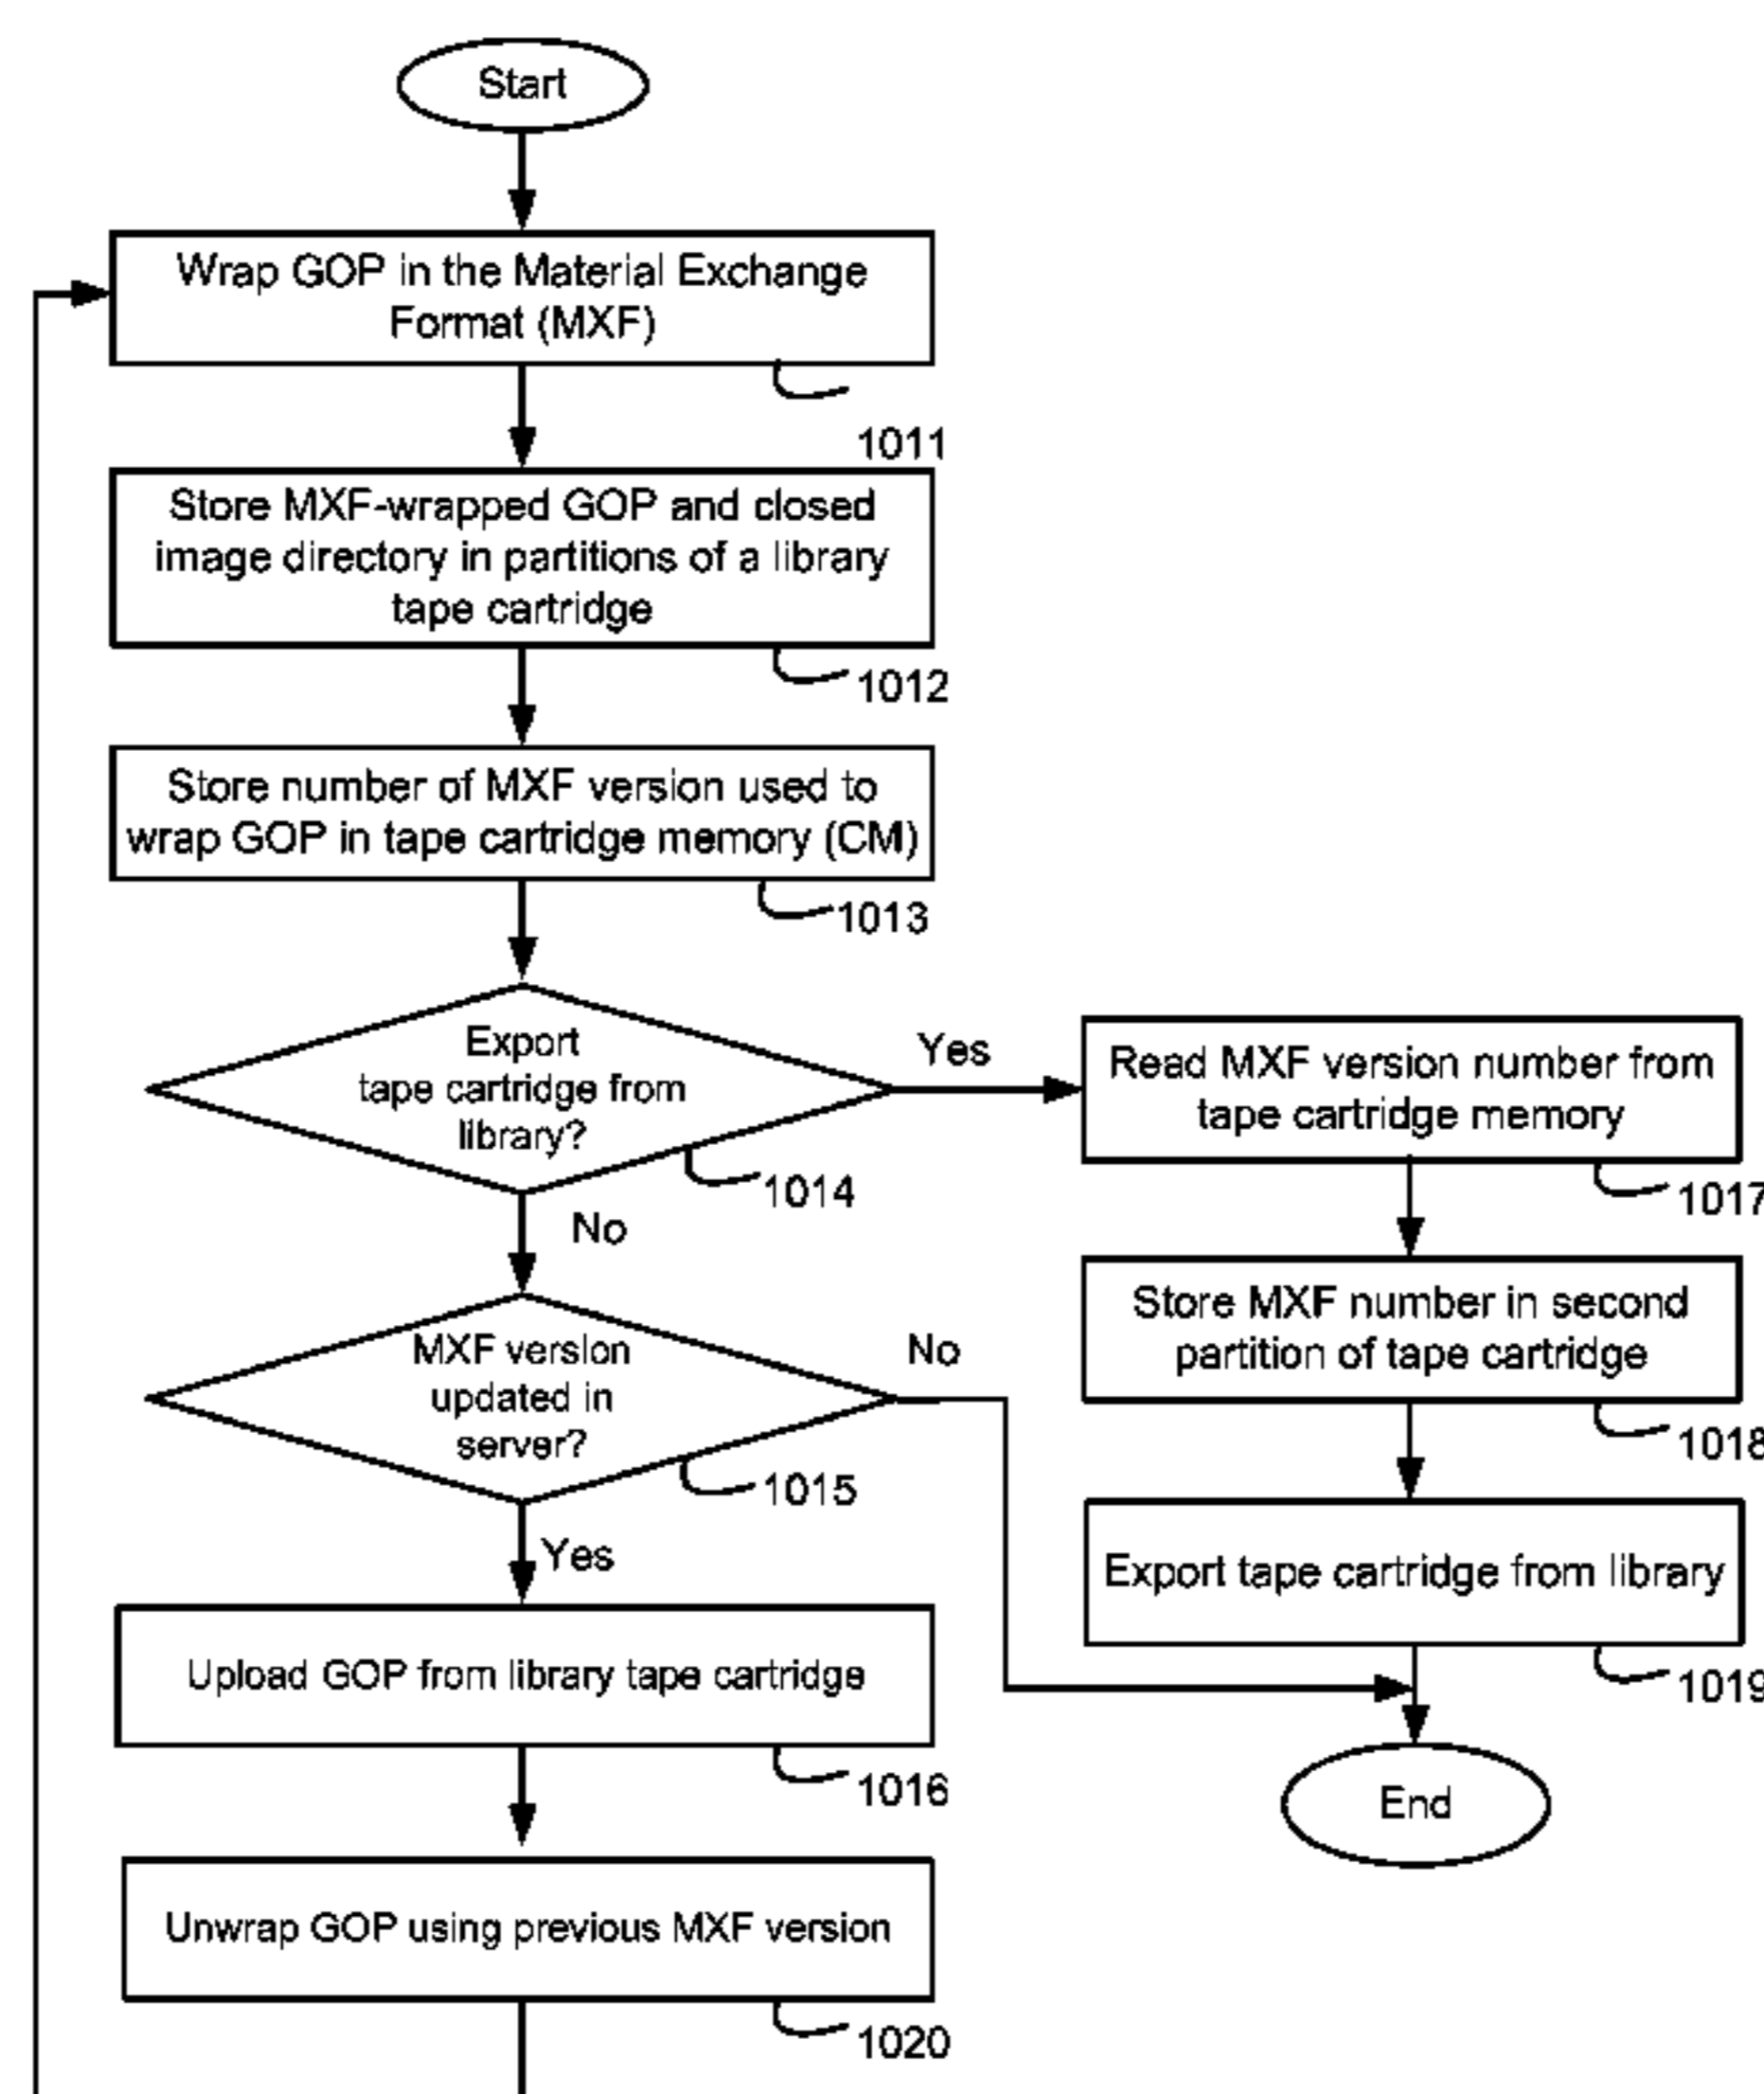 Start
Wrap GOP in the Material Exchange
Format (MXF)
1011
Store MXF-wrapped GOP and closed
image directory in partitions of a library
tape cartridge
1012
Store number of MXF version used to
wrap GOP in tape cartridge memory (CM)
1013
Export
tape cartridge from
library?
1014
Yes
No
Read MXF version number from
tape cartridge memory
1017
Store MXF number in second
partition of tape cartridge
1018
Export tape cartridge from library
1019
MXF version
updated in
server?
1015
No
Yes
Upload GOP from library tape cartridge
1016
Unwrap GOP using previous MXF version
1020
End